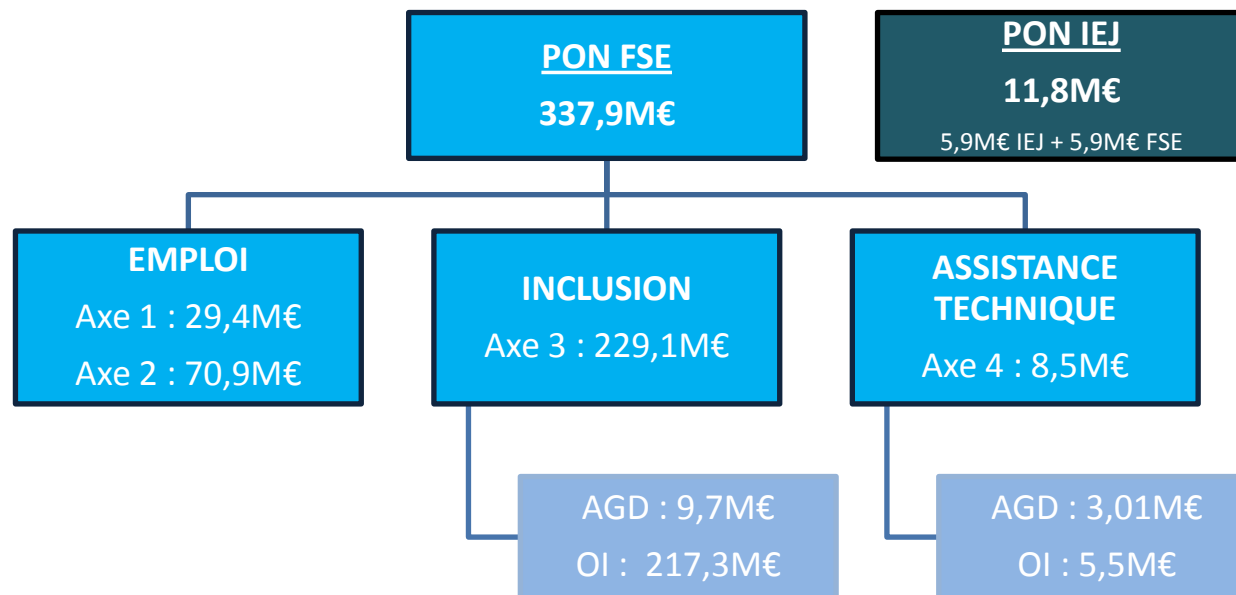 PON FSE
337,9M€
PON IEJ
11,8M€
5,9M€ IEJ + 5,9M€ FSE
EMPLOI
Axe 1 : 29,4M€
Axe 2 : 70,9M€
INCLUSION
Axe 3 : 229,1M€
ASSISTANCE
TECHNIQUE
Axe 4 : 8,5M€
AGD : 9,7M€
OI : 217,3M€
AGD : 3,01M€
OI : 5,5M€